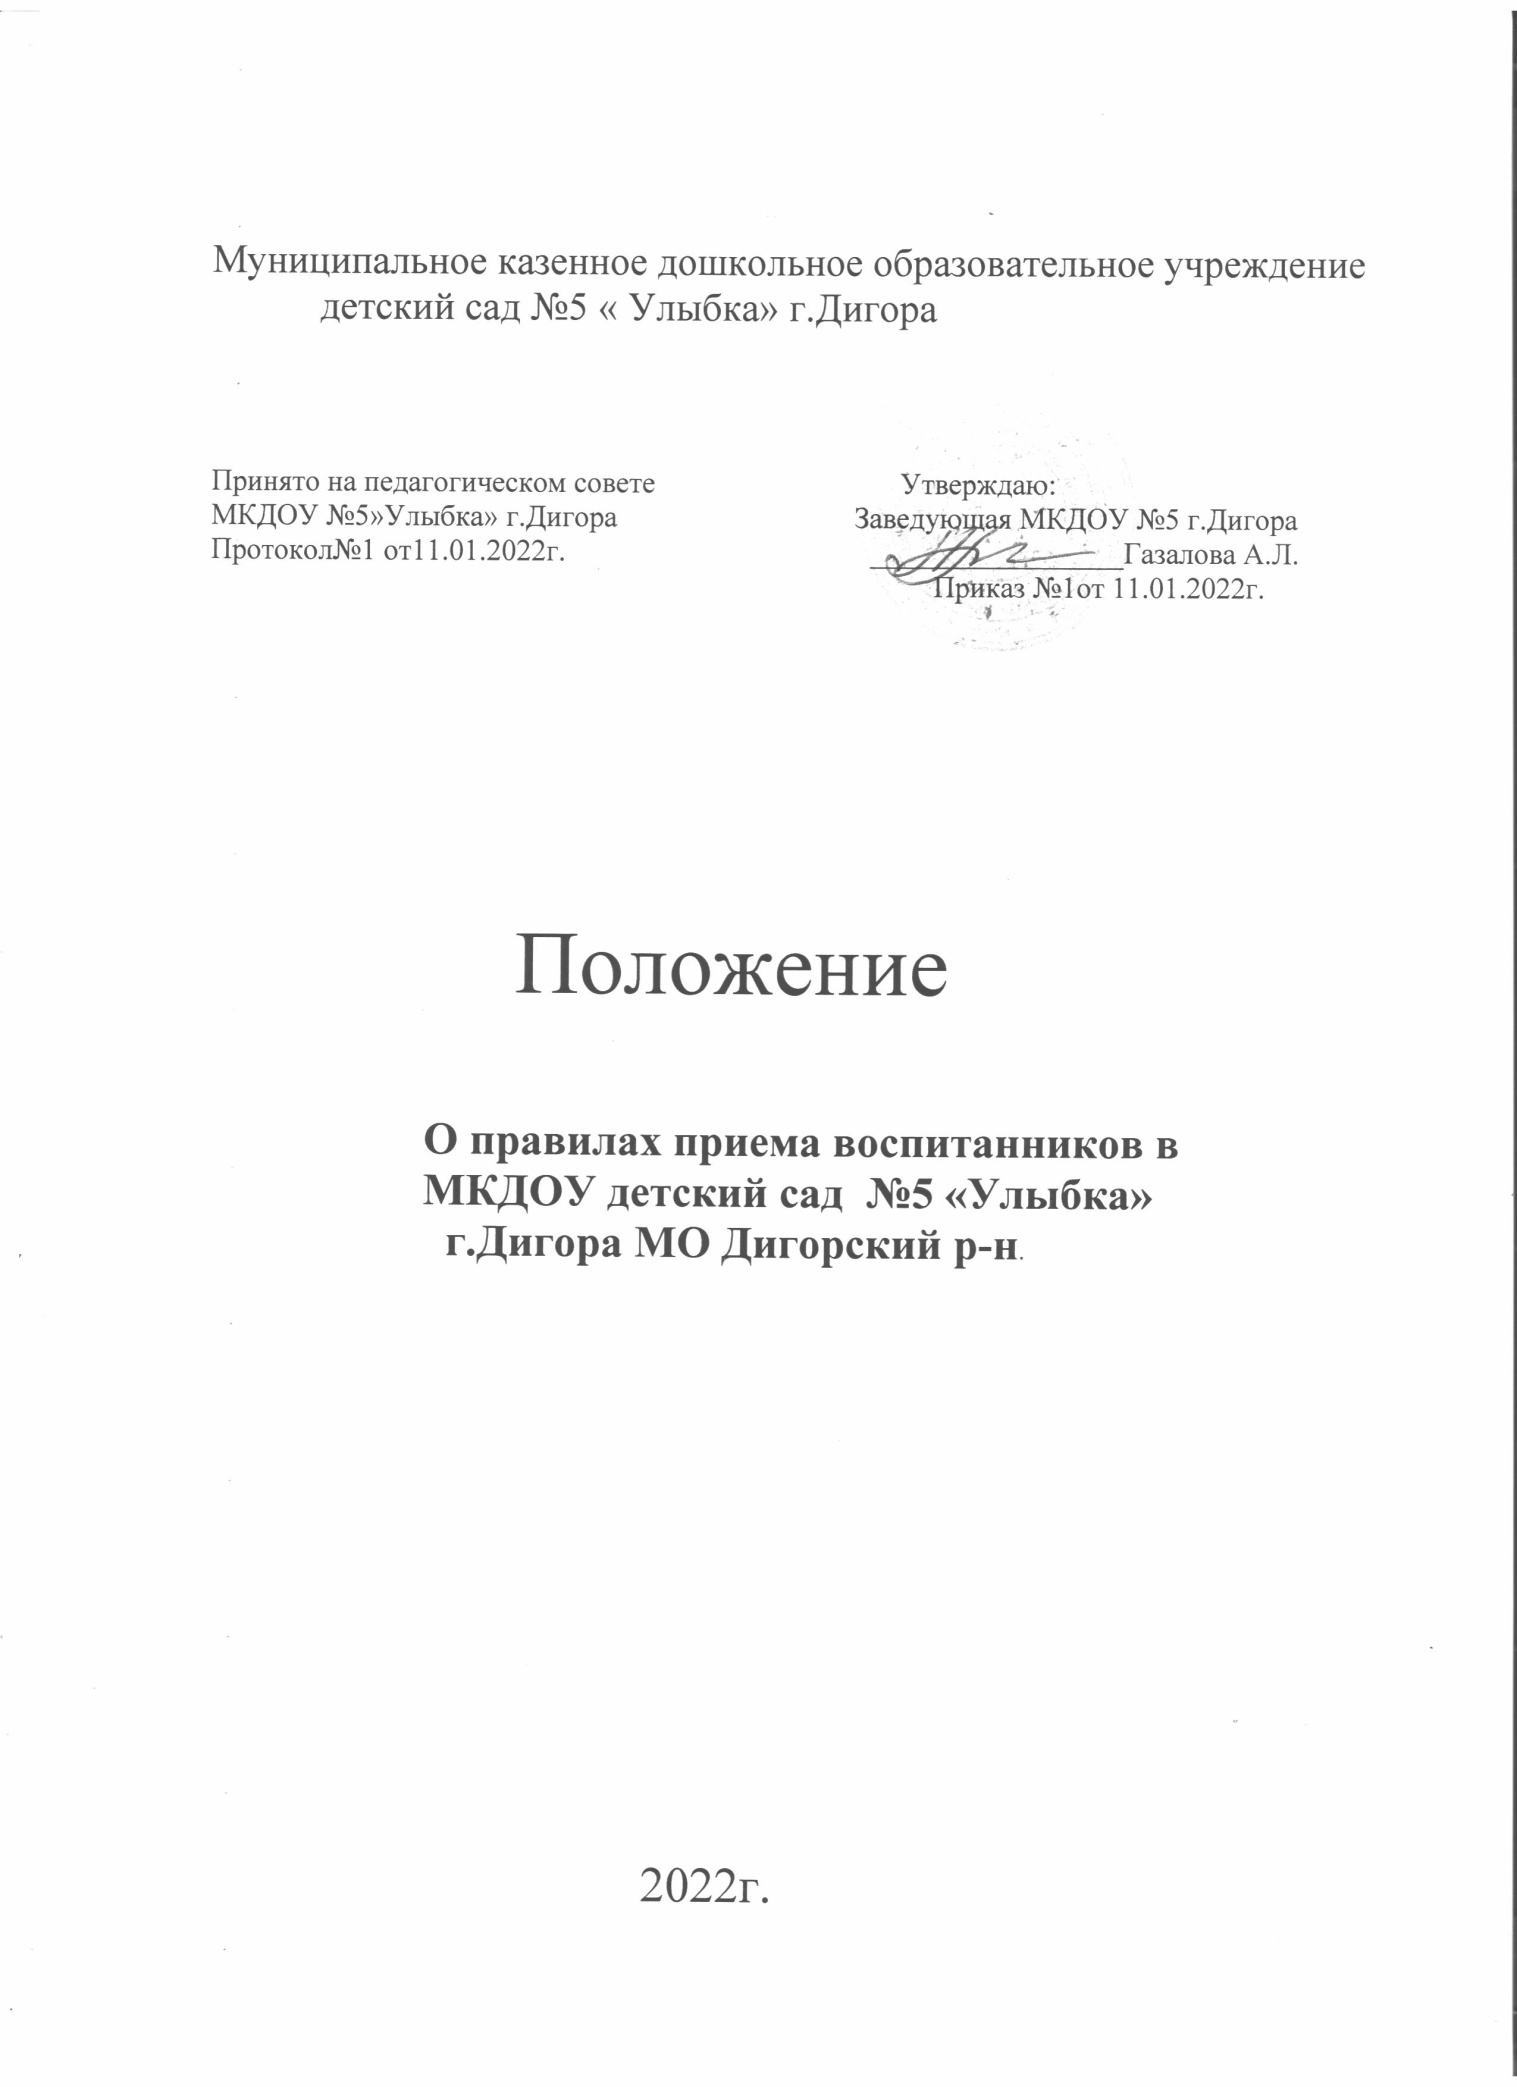 Муниципальное казенное дошкольное образовательное учреждение
детский сад №5 « Улыбка» г.Дигора
Принято на педагогическом совете
МКДОУ №5»Улыбка» г.Дигора
Протокол№1 от11.01.2022г.
Утверждаю:
Заведующая МКДОУ №5 г.Дигора
Газалова А.Л.
Приказ №1от 11.01.2022г.
Положение
О правилах приема воспитанников в
МКДОУ детский сад №5 «Улыбка»
г.Дигора МО Дигорский р-н.
2022г.